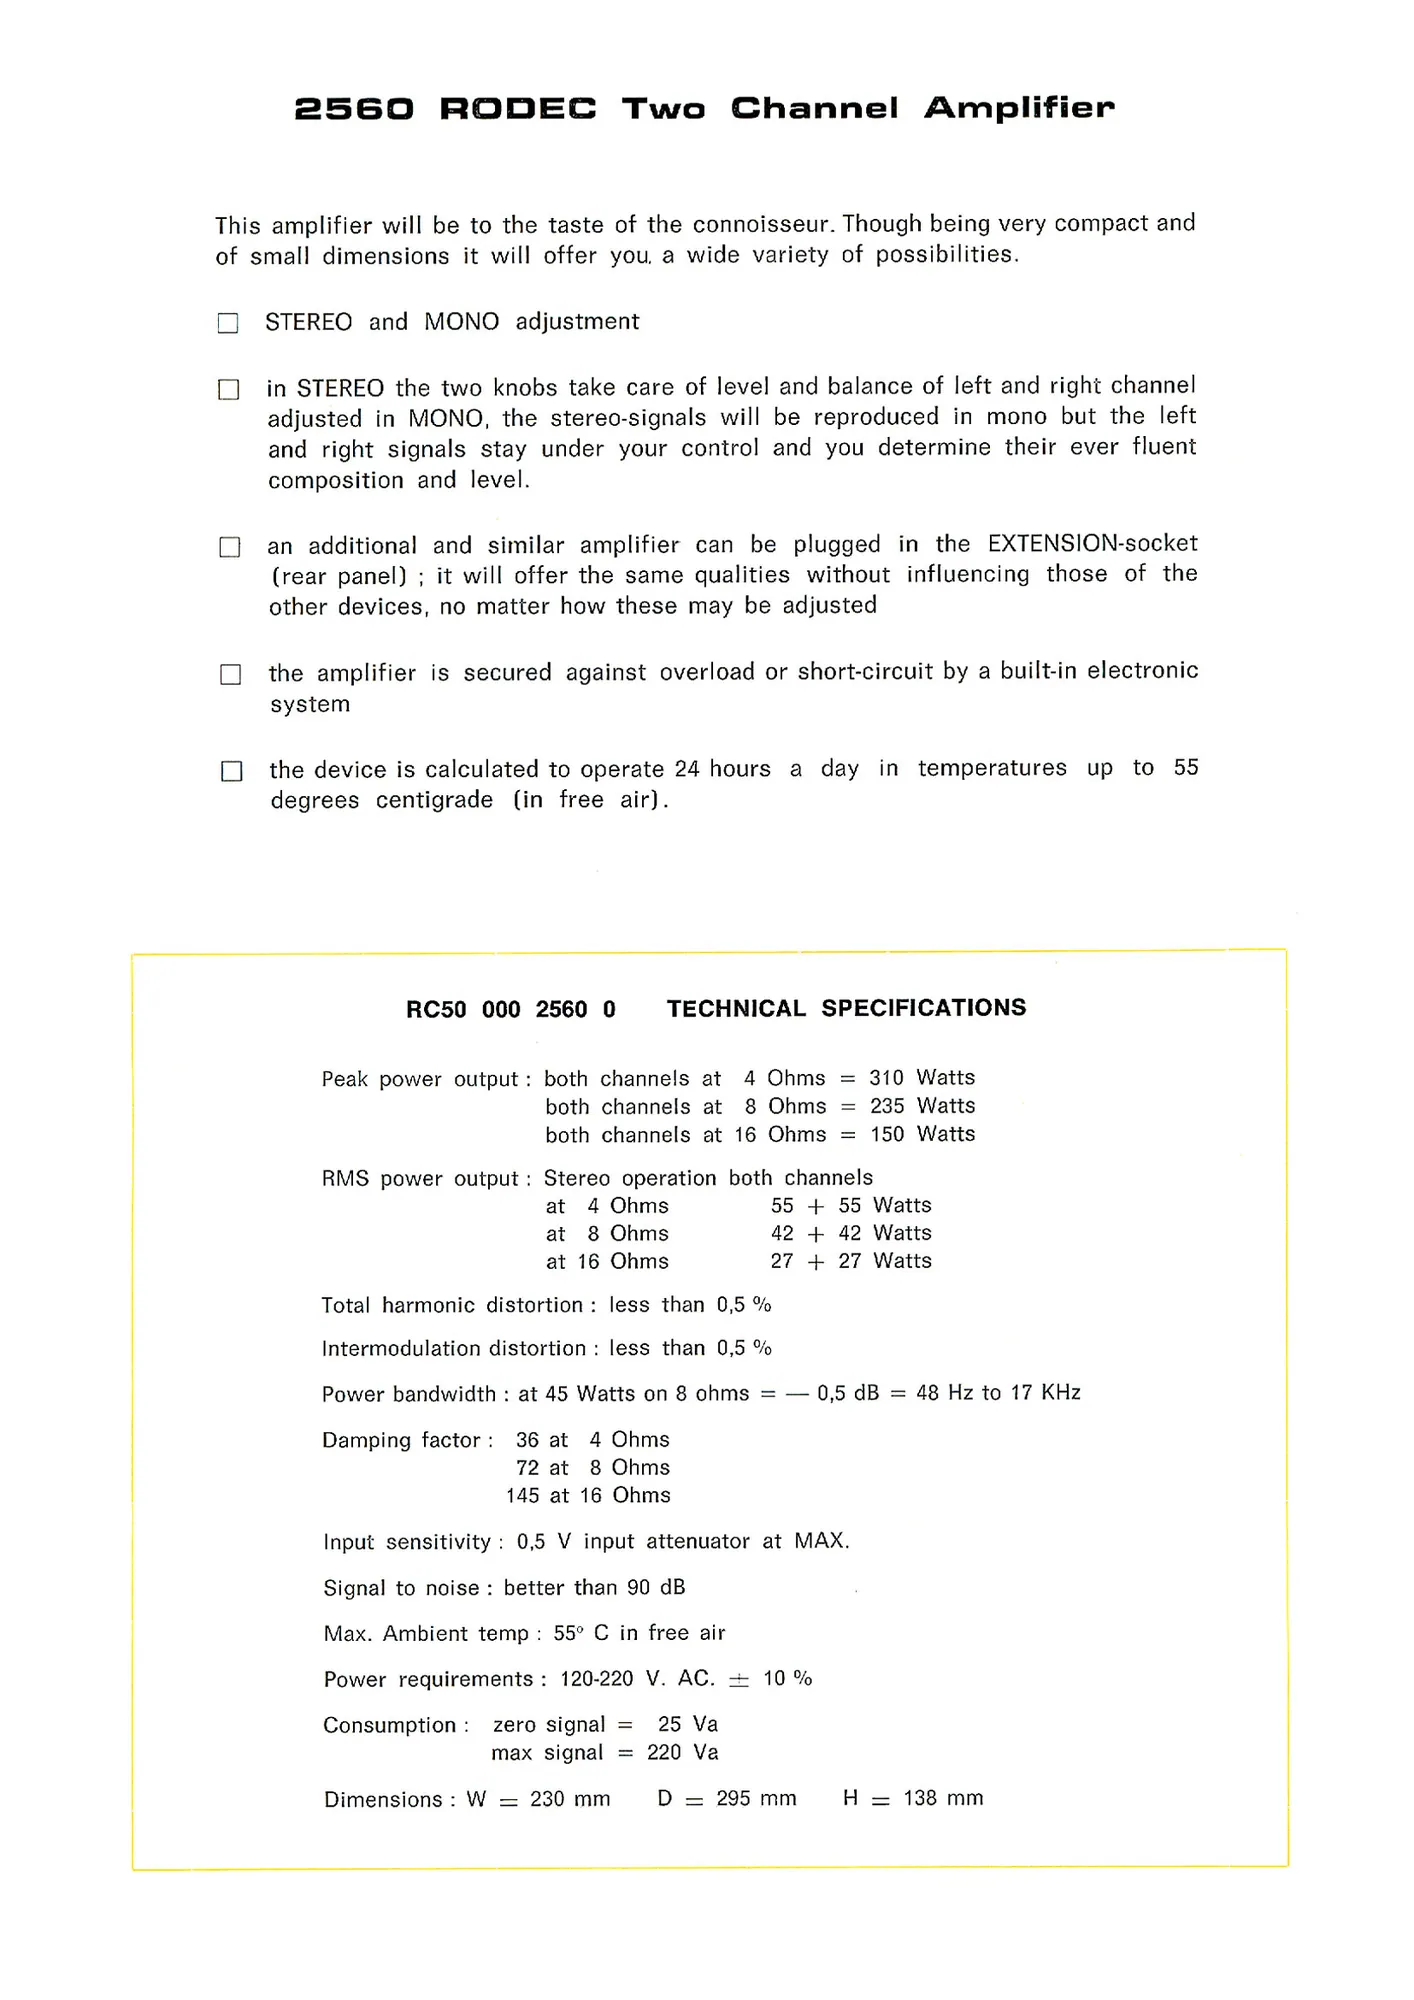 2560 RODEC Two Channel Amplifier
This amplifier will be to the taste of the connoisseur. Though being very compact and
of small dimensions it will offer you. a wide variety of possibilities.
☐ STEREO and MONO adjustment
☐ in STEREO the two knobs take care of level and balance of left and right channel
adjusted in MONO, the stereo-signals will be reproduced in mono but the left
and right signals stay under your control and you determine their ever fluent
composition and level.
☐ an additional and similar amplifier can be plugged in the EXTENSION-socket
(rear panel) ; it will offer the same qualities without influencing those of the
other devices, no matter how these may be adjusted
☐ the amplifier is secured against overload or short-circuit by a built-in electronic
system
☐ the device is calculated to operate 24 hours a day in temperatures up to 55
degrees centigrade (in free air).
RC50 000 2560 0 TECHNICAL SPECIFICATIONS
Peak power output : both channels at 4 Ohms = 310 Watts
both channels at 8 Ohms = 235 Watts
both channels at 16 Ohms = 150 Watts
RMS power output : Stereo operation both channels
at 4 Ohms 55 + 55 Watts
at 8 Ohms 42 + 42 Watts
at 16 Ohms 27 + 27 Watts
Total harmonic distortion : less than 0,5 %
Intermodulation distortion : less than 0,5 %
Power bandwidth : at 45 Watts on 8 ohms = — 0,5 dB = 48 Hz to 17 KHz
Damping factor : 36 at 4 Ohms
72 at 8 Ohms
145 at 16 Ohms
Input sensitivity : 0,5 V input attenuator at MAX.
Signal to noise : better than 90 dB
Max. Ambient temp : 55° C in free air
Power requirements : 120-220 V. AC. ± 10 %
Consumption : zero signal = 25 Va
max signal = 220 Va
Dimensions : W = 230 mm D = 295 mm H = 138 mm